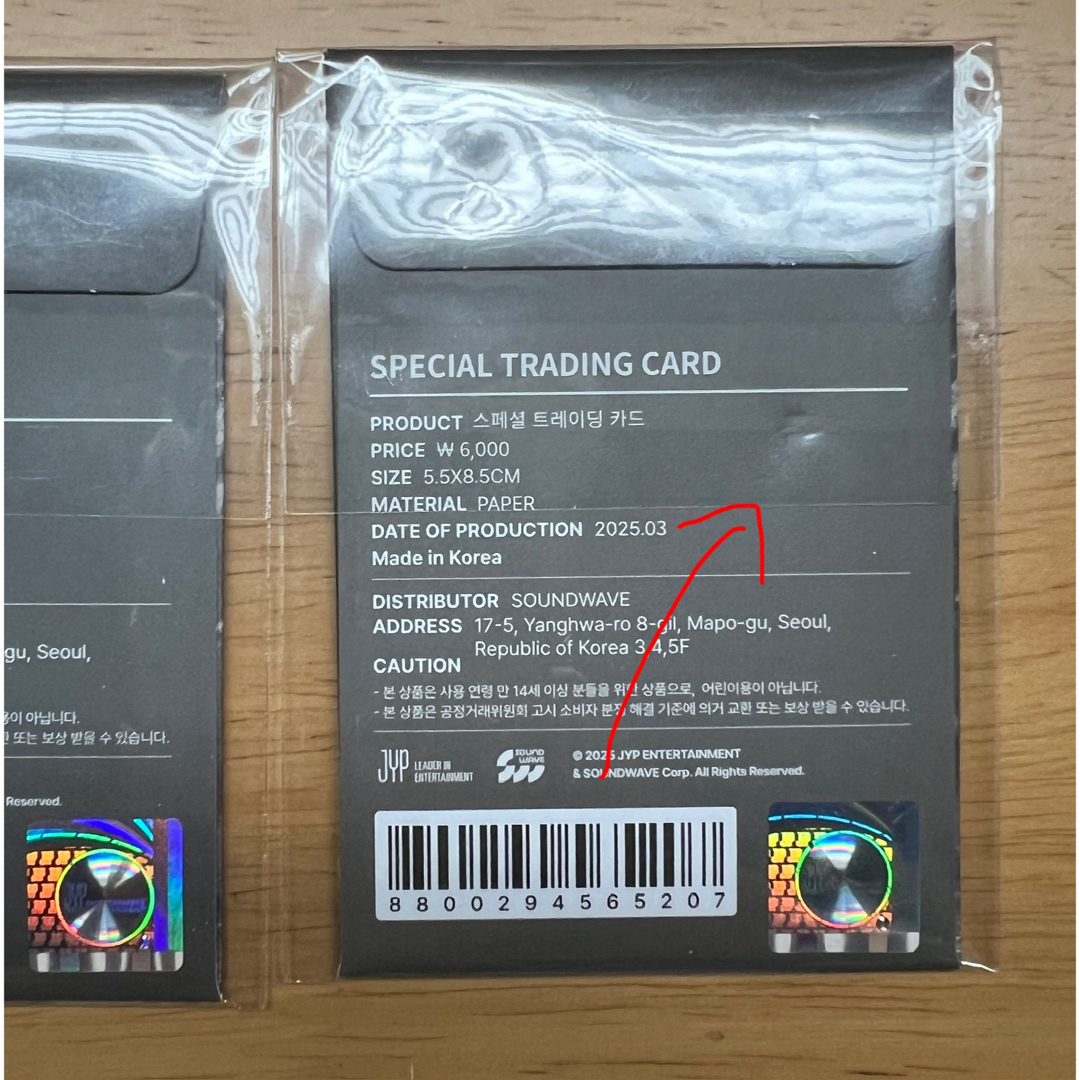 SPECIAL TRADING CARD
PRODUCT 스페셜 트레이딩 카드
PRICE ₩ 6,000
SIZE 5.5X8.5CM
MATERIAL PAPER
DATE OF PRODUCTION 2025.03
Made in Korea
DISTRIBUTOR SOUNDWAVE
ADDRESS 17-5, Yanghwa-ro 8-gil, Mapo-gu, Seoul,
Republic of Korea 3,4,5F
CAUTION
- 본 상품은 사용 연령 만 14세 이상 분들을 위한 상품으로, 어린이용이 아닙니다.
- 본 상품은 공정거래위원회 고시 소비자 분쟁 해결 기준에 의거 교환 또는 보상 받을 수 있습니다.
JYP LEADER IN
ENTERTAINMENT
SOUND
WAVE
© 2025 JYP ENTERTAINMENT
& SOUNDWAVE Corp. All Rights Reserved.
8800294565207
gu, Seoul,
용이 아닙니다.
또는 보상 받을 수 있습니다.
Reserved.